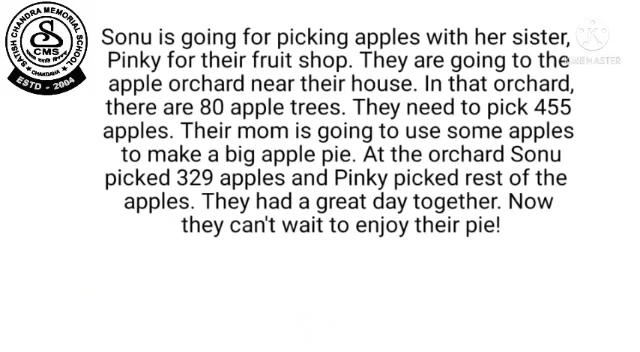 SATISH CHANDRA MEMORIAL SCHOOL
S
CMS
CHAKDAHA
ESTD - 2004
Sonu is going for picking apples with her sister,
Pinky for their fruit shop. They are going to the
apple orchard near their house. In that orchard,
there are 80 apple trees. They need to pick 455
apples. Their mom is going to use some apples
to make a big apple pie. At the orchard Sonu
picked 329 apples and Pinky picked rest of the
apples. They had a great day together. Now
they can't wait to enjoy their pie!